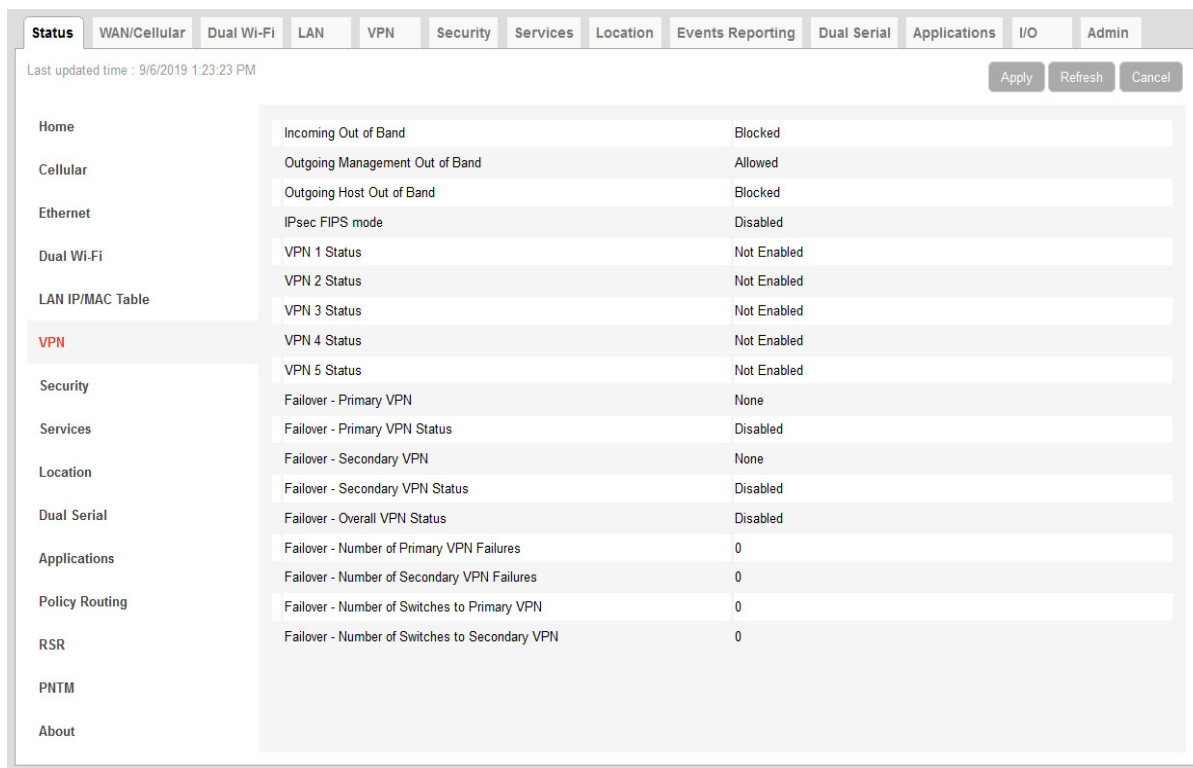 Status WAN/Cellular Dual Wi-Fi LAN VPN Security Services Location Events Reporting Dual Serial Applications I/O Admin
Last updated time : 9/6/2019 1:23:23 PM
Apply Refresh Cancel
Home
Cellular
Ethernet
Dual Wi-Fi
LAN IP/MAC Table
VPN
Security
Services
Location
Dual Serial
Applications
Policy Routing
RSR
PNTM
About
Incoming Out of Band Blocked
Outgoing Management Out of Band Allowed
Outgoing Host Out of Band Blocked
IPsec FIPS mode Disabled
VPN 1 Status Not Enabled
VPN 2 Status Not Enabled
VPN 3 Status Not Enabled
VPN 4 Status Not Enabled
VPN 5 Status Not Enabled
Failover - Primary VPN None
Failover - Primary VPN Status Disabled
Failover - Secondary VPN None
Failover - Secondary VPN Status Disabled
Failover - Overall VPN Status Disabled
Failover - Number of Primary VPN Failures 0
Failover - Number of Secondary VPN Failures 0
Failover - Number of Switches to Primary VPN 0
Failover - Number of Switches to Secondary VPN 0